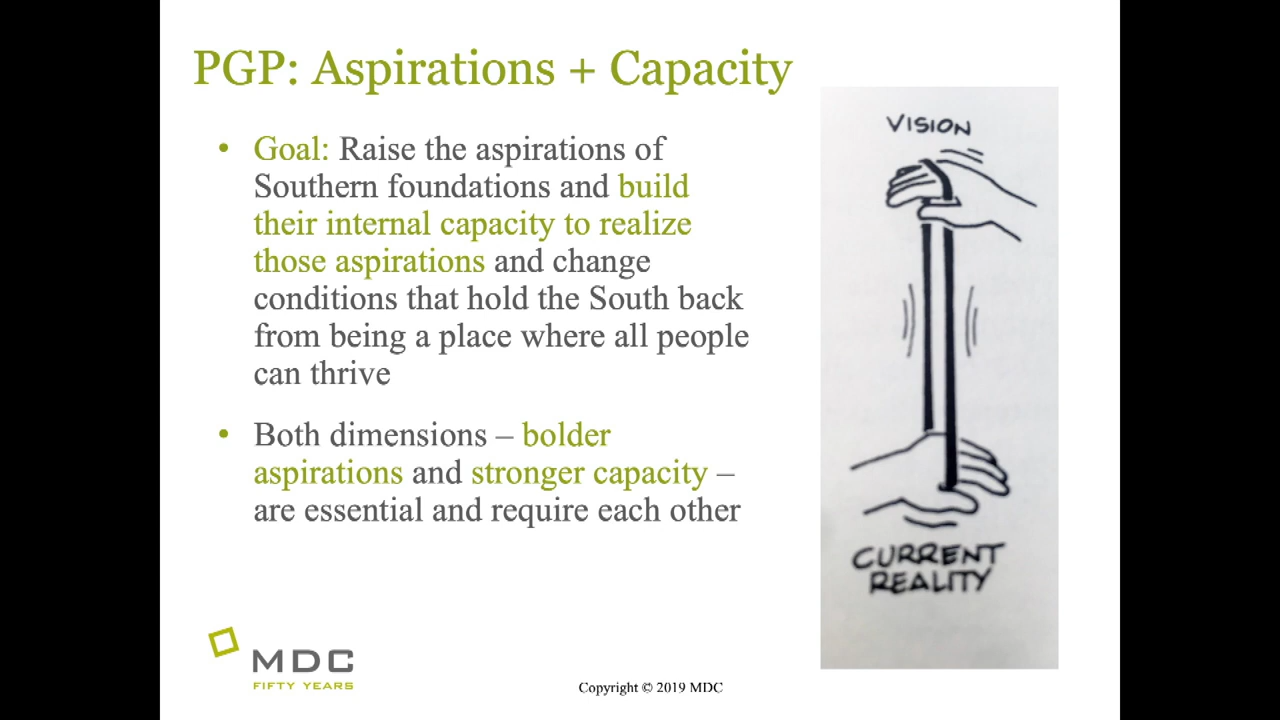 PGP: Aspirations + Capacity
• Goal: Raise the aspirations of
Southern foundations and build
their internal capacity to realize
those aspirations and change
conditions that hold the South back
from being a place where all people
can thrive
• Both dimensions – bolder
aspirations and stronger capacity –
are essential and require each other
VISION
CURRENT
REALITY
MDC
FIFTY YEARS
Copyright © 2019 MDC